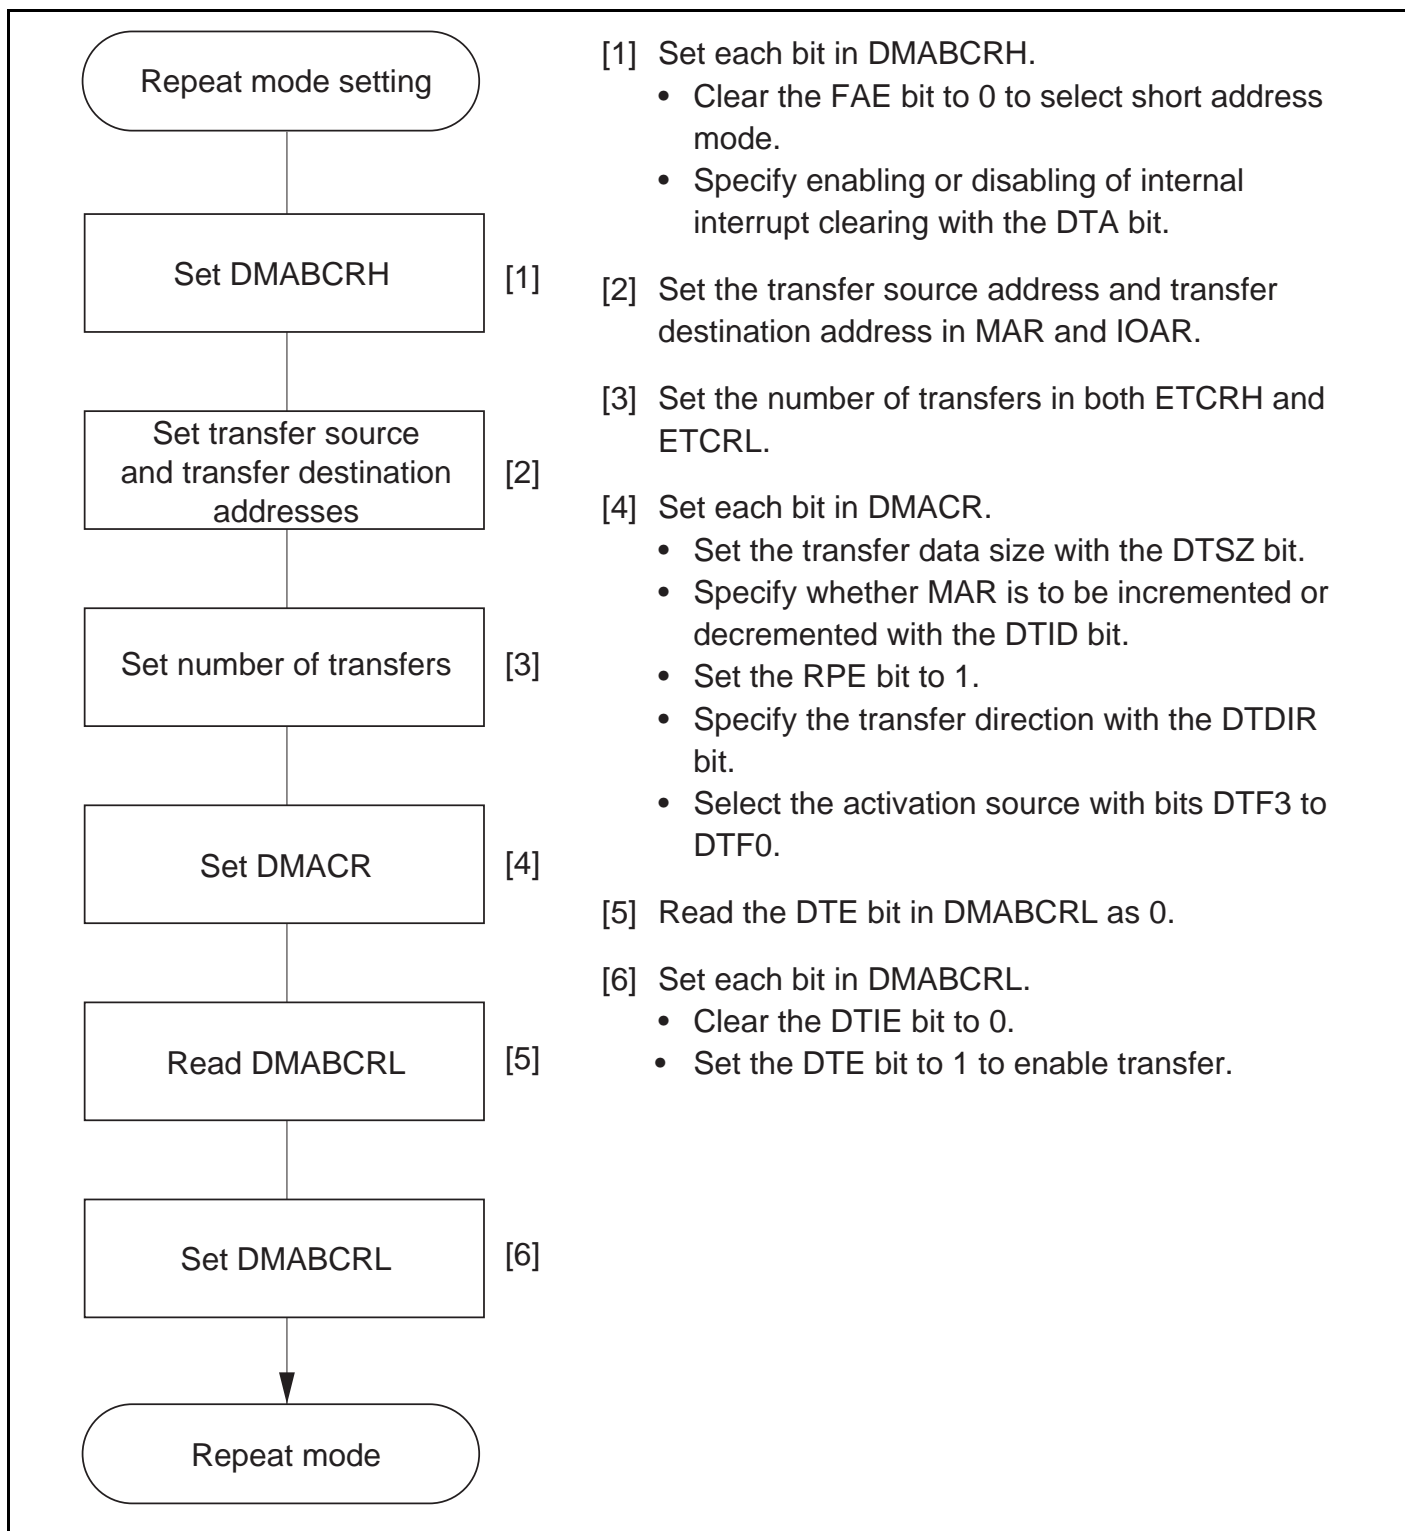 Repeat mode setting
Set DMABCRH
[1]
Set transfer source
and transfer destination
addresses
[2]
Set number of transfers
[3]
Set DMACR
[4]
Read DMABCRL
[5]
Set DMABCRL
[6]
Repeat mode
[1] Set each bit in DMABCRH.
• Clear the FAE bit to 0 to select short address
mode.
• Specify enabling or disabling of internal
interrupt clearing with the DTA bit.
[2] Set the transfer source address and transfer
destination address in MAR and IOAR.
[3] Set the number of transfers in both ETCRH and
ETCRL.
[4] Set each bit in DMACR.
• Set the transfer data size with the DTSZ bit.
• Specify whether MAR is to be incremented or
decremented with the DTID bit.
• Set the RPE bit to 1.
• Specify the transfer direction with the DTDIR
bit.
• Select the activation source with bits DTF3 to
DTF0.
[5] Read the DTE bit in DMABCRL as 0.
[6] Set each bit in DMABCRL.
• Clear the DTIE bit to 0.
• Set the DTE bit to 1 to enable transfer.